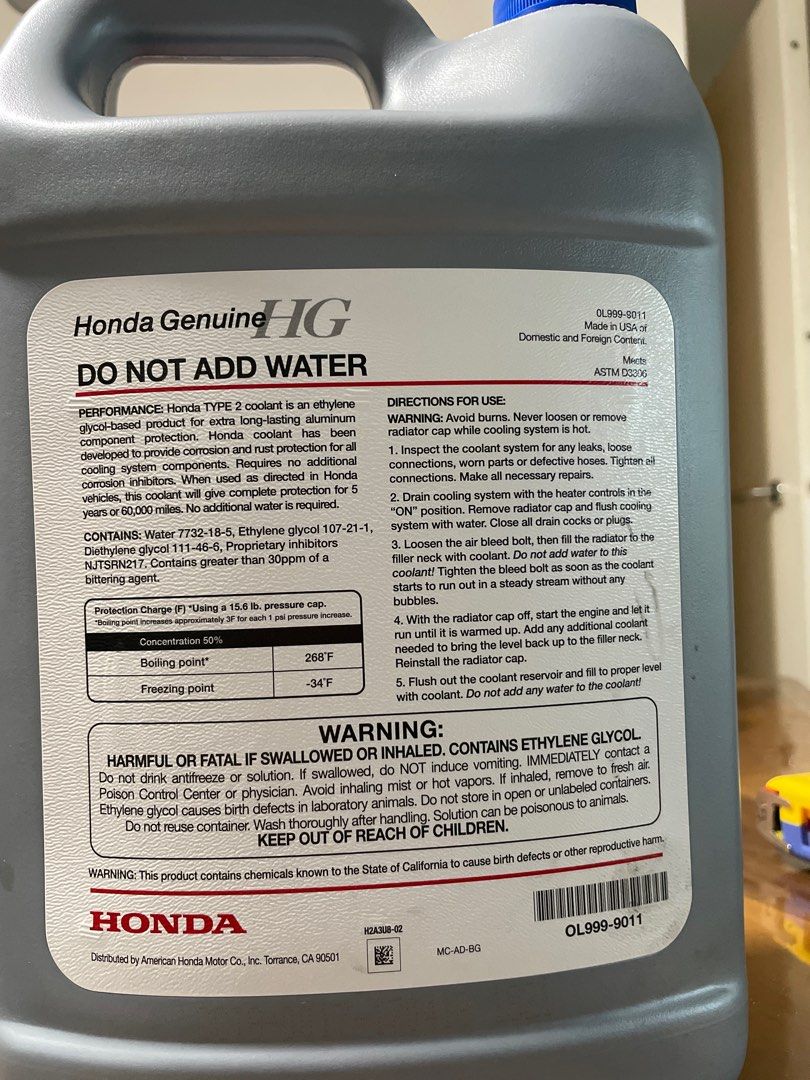 Honda Genuine HG
DO NOT ADD WATER
OL999-9011
Made in USA of
Domestic and Foreign Content.
Meets
ASTM D3306
PERFORMANCE: Honda TYPE 2 coolant is an ethylene
glycol-based product for extra long-lasting aluminum
component protection. Honda coolant has been
developed to provide corrosion and rust protection for all
cooling system components. Requires no additional
corrosion inhibitors. When used as directed in Honda
vehicles, this coolant will give complete protection for 5
years or 60,000 miles. No additional water is required.
CONTAINS: Water 7732-18-5, Ethylene glycol 107-21-1,
Diethylene glycol 111-46-6, Proprietary inhibitors
NJTSRN217. Contains greater than 30ppm of a
bittering agent.
Protection Charge (F) *Using a 15.6 lb. pressure cap.
*Boiling point increases approximately 3F for each 1 psi pressure increase.
Concentration 50%
Boiling point* 268°F
Freezing point -34°F
DIRECTIONS FOR USE:
WARNING: Avoid burns. Never loosen or remove
radiator cap while cooling system is hot.
1. Inspect the coolant system for any leaks, loose
connections, worn parts or defective hoses. Tighten all
connections. Make all necessary repairs.
2. Drain cooling system with the heater controls in the
"ON" position. Remove radiator cap and flush cooling
system with water. Close all drain cocks or plugs.
3. Loosen the air bleed bolt, then fill the radiator to the
filler neck with coolant. Do not add water to this
coolant! Tighten the bleed bolt as soon as the coolant
starts to run out in a steady stream without any
bubbles.
4. With the radiator cap off, start the engine and let it
run until it is warmed up. Add any additional coolant
needed to bring the level back up to the filler neck.
Reinstall the radiator cap.
5. Flush out the coolant reservoir and fill to proper level
with coolant. Do not add any water to the coolant!
WARNING:
HARMFUL OR FATAL IF SWALLOWED OR INHALED. CONTAINS ETHYLENE GLYCOL.
Do not drink antifreeze or solution. If swallowed, do NOT induce vomiting. IMMEDIATELY contact a
Poison Control Center or physician. Avoid inhaling mist or hot vapors. If inhaled, remove to fresh air.
Ethylene glycol causes birth defects in laboratory animals. Do not store in open or unlabeled containers.
Do not reuse container. Wash thoroughly after handling. Solution can be poisonous to animals.
KEEP OUT OF REACH OF CHILDREN.
WARNING: This product contains chemicals known to the State of California to cause birth defects or other reproductive harm.
HONDA
Distributed by American Honda Motor Co., Inc. Torrance, CA 90501
H2A3UB-02
MC-AD-BG
OL999-9011